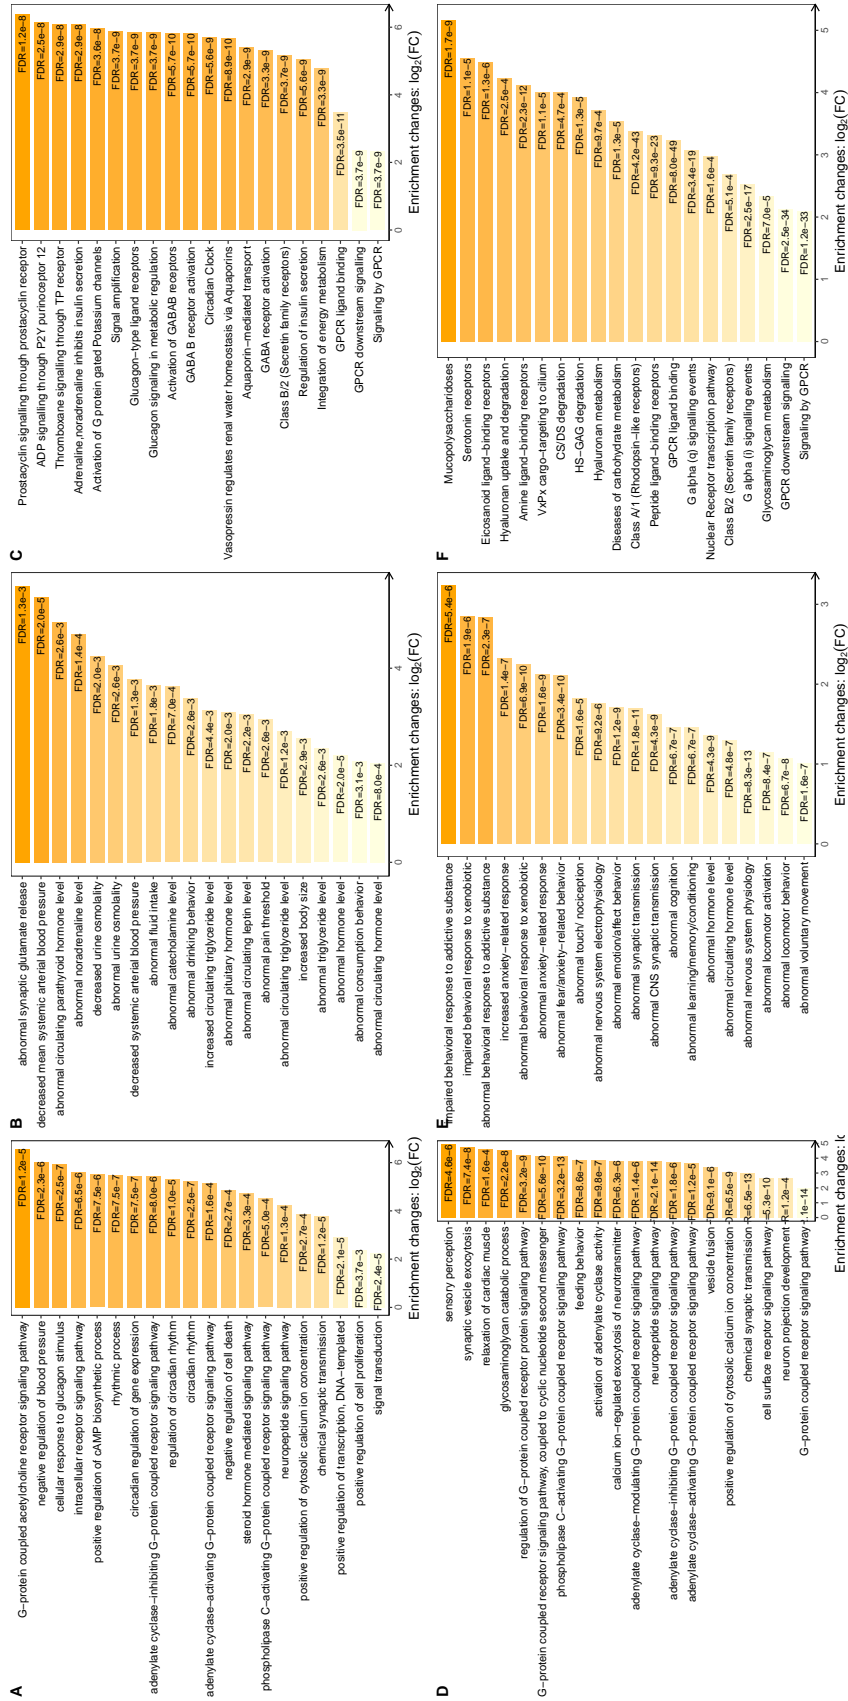 A
G−protein coupled acetylcholine receptor signaling pathway FDR=1.2e−5
negative regulation of blood pressure FDR=2.3e−6
cellular response to glucagon stimulus FDR=2.5e−7
intracellular receptor signaling pathway FDR=6.5e−6
positive regulation of cAMP biosynthetic process FDR=7.5e−6
rhythmic process FDR=7.5e−7
circadian regulation of gene expression FDR=7.5e−7
adenylate cyclase−inhibiting G−protein coupled receptor signaling pathway FDR=8.0e−6
regulation of circadian rhythm FDR=1.0e−5
circadian rhythm FDR=2.5e−7
adenylate cyclase−activating G−protein coupled receptor signaling pathway FDR=1.6e−4
negative regulation of cell death FDR=2.7e−4
steroid hormone mediated signaling pathway FDR=3.3e−4
phospholipase C−activating G−protein coupled receptor signaling pathway FDR=5.0e−4
neuropeptide signaling pathway FDR=1.3e−4
positive regulation of cytosolic calcium ion concentration FDR=2.7e−4
chemical synaptic transmission FDR=1.2e−5
positive regulation of transcription, DNA−templated FDR=2.1e−5
positive regulation of cell proliferation FDR=3.7e−3
signal transduction FDR=2.4e−5
0 2 4 6
Enrichment changes: log2(FC)
B
abnormal synaptic glutamate release FDR=1.3e−3
decreased mean systemic arterial blood pressure FDR=2.0e−5
abnormal circulating parathyroid hormone level FDR=2.6e−3
abnormal noradrenaline level FDR=1.4e−4
decreased urine osmolality FDR=2.0e−3
abnormal urine osmolality FDR=2.6e−3
decreased systemic arterial blood pressure FDR=1.3e−3
abnormal fluid intake FDR=1.8e−3
abnormal catecholamine level FDR=7.0e−4
abnormal drinking behavior FDR=2.6e−3
increased circulating triglyceride level FDR=4.4e−3
abnormal pituitary hormone level FDR=2.0e−3
abnormal circulating leptin level FDR=2.2e−3
abnormal pain threshold FDR=2.6e−3
abnormal circulating triglyceride level FDR=1.2e−3
increased body size FDR=2.9e−3
abnormal triglyceride level FDR=2.6e−3
abnormal hormone level FDR=2.0e−5
abnormal consumption behavior FDR=3.1e−3
abnormal circulating hormone level FDR=8.0e−4
0 2 4
Enrichment changes: log2(FC)
C
Prostacyclin signalling through prostacyclin receptor FDR=1.2e−8
ADP signalling through P2Y purinoceptor 12 FDR=2.5e−8
Thromboxane signalling through TP receptor FDR=2.9e−8
Adrenaline,noradrenaline inhibits insulin secretion FDR=2.9e−8
Activation of G protein gated Potassium channels FDR=3.6e−8
Signal amplification FDR=3.7e−9
Glucagon−type ligand receptors FDR=3.7e−9
Glucagon signaling in metabolic regulation FDR=3.7e−9
Activation of GABAB receptors FDR=5.7e−10
GABA B receptor activation FDR=5.7e−10
Circadian Clock FDR=5.6e−9
Vasopressin regulates renal water homeostasis via Aquaporins FDR=8.9e−10
Aquaporin−mediated transport FDR=2.9e−9
GABA receptor activation FDR=3.3e−9
Class B/2 (Secretin family receptors) FDR=3.7e−9
Regulation of insulin secretion FDR=5.6e−9
Integration of energy metabolism FDR=3.3e−9
GPCR ligand binding FDR=3.5e−11
GPCR downstream signalling FDR=3.7e−9
Signaling by GPCR FDR=3.7e−9
0 2 4 6
Enrichment changes: log2(FC)
D
sensory perception FDR=4.6e−6
synaptic vesicle exocytosis FDR=7.4e−8
relaxation of cardiac muscle FDR=1.6e−4
glycosaminoglycan catabolic process FDR=2.2e−8
regulation of G−protein coupled receptor protein signaling pathway FDR=3.2e−9
G−protein coupled receptor signaling pathway, coupled to cyclic nucleotide second messenger FDR=5.6e−10
phospholipase C−activating G−protein coupled receptor signaling pathway FDR=3.2e−13
feeding behavior FDR=8.6e−7
activation of adenylate cyclase activity FDR=9.8e−7
calcium ion−regulated exocytosis of neurotransmitter FDR=6.3e−6
adenylate cyclase−modulating G−protein coupled receptor signaling pathway FDR=1.4e−6
neuropeptide signaling pathway FDR=2.1e−14
adenylate cyclase−inhibiting G−protein coupled receptor signaling pathway FDR=1.8e−6
adenylate cyclase−activating G−protein coupled receptor signaling pathway FDR=1.2e−5
vesicle fusion DR=9.1e−6
positive regulation of cytosolic calcium ion concentration DR=6.5e−9
chemical synaptic transmission R=6.5e−13
cell surface receptor signaling pathway =5.3e−10
neuron projection development R=1.2e−4
G−protein coupled receptor signaling pathway .1e−14
0 1 2 3 4 5
Enrichment changes: lo
E
impaired behavioral response to addictive substance FDR=5.4e−6
impaired behavioral response to xenobiotic FDR=1.9e−6
abnormal behavioral response to addictive substance FDR=2.3e−7
increased anxiety−related response FDR=1.4e−7
abnormal behavioral response to xenobiotic FDR=6.9e−10
abnormal anxiety−related response FDR=1.6e−9
abnormal fear/anxiety−related behavior FDR=3.4e−10
abnormal touch/ nociception FDR=1.6e−5
abnormal nervous system electrophysiology FDR=9.2e−6
abnormal emotion/affect behavior FDR=1.2e−9
abnormal synaptic transmission FDR=1.8e−11
abnormal CNS synaptic transmission FDR=4.3e−9
abnormal cognition FDR=6.7e−7
abnormal learning/memory/conditioning FDR=6.7e−7
abnormal hormone level FDR=4.3e−9
abnormal circulating hormone level FDR=4.8e−7
abnormal nervous system physiology FDR=8.3e−13
abnormal locomotor activation FDR=8.4e−7
abnormal locomotor behavior FDR=6.7e−8
abnormal voluntary movement FDR=1.6e−7
0 1 2 3
Enrichment changes: log2(FC)
F
Mucopolysaccharidoses FDR=1.7e−9
Serotonin receptors FDR=1.1e−5
Eicosanoid ligand−binding receptors FDR=1.3e−6
Hyaluronan uptake and degradation FDR=2.5e−4
Amine ligand−binding receptors FDR=2.3e−12
VxPx cargo−targeting to cilium FDR=1.1e−5
CS/DS degradation FDR=4.7e−4
HS−GAG degradation FDR=1.3e−5
Hyaluronan metabolism FDR=9.7e−4
Diseases of carbohydrate metabolism FDR=1.3e−5
Class A/1 (Rhodopsin−like receptors) FDR=4.2e−43
Peptide ligand−binding receptors FDR=9.3e−23
GPCR ligand binding FDR=8.0e−49
G alpha (q) signalling events FDR=3.4e−19
Nuclear Receptor transcription pathway FDR=1.6e−4
Class B/2 (Secretin family receptors) FDR=5.1e−4
G alpha (i) signalling events FDR=2.5e−17
Glycosaminoglycan metabolism FDR=7.0e−5
GPCR downstream signalling FDR=2.5e−34
Signaling by GPCR FDR=1.2e−33
0 1 2 3 4 5
Enrichment changes: log2(FC)